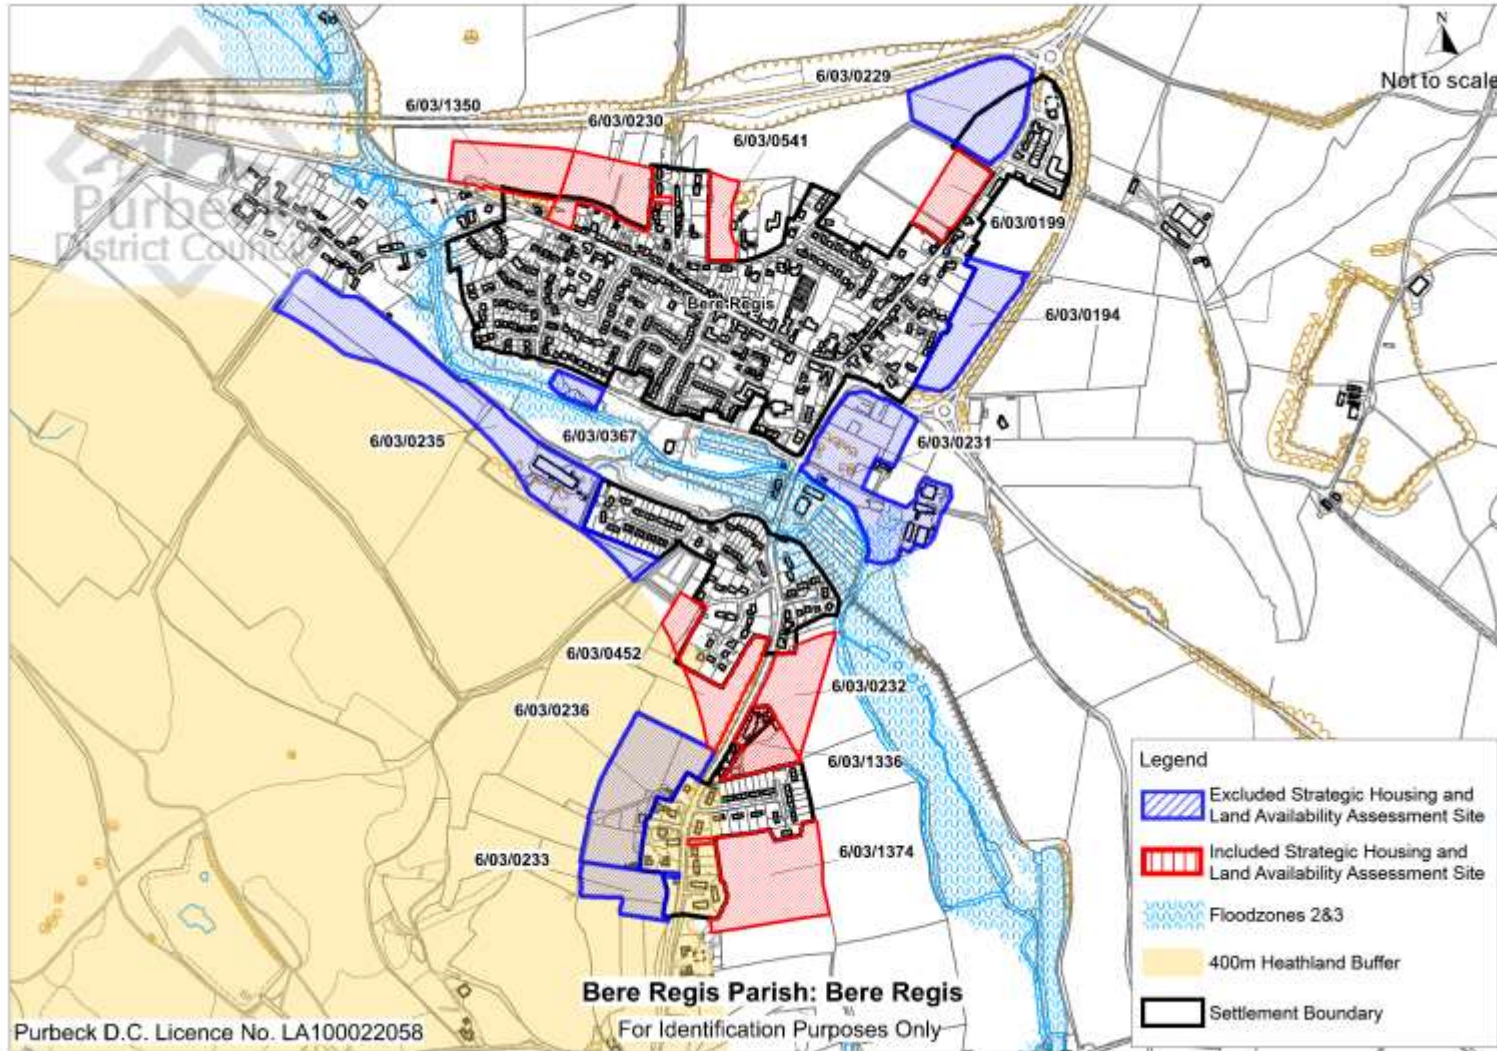 N
Not to scale
6/03/0229
6/03/1350
6/03/0230
6/03/0541
Purbeck
District Council
6/03/0199
Bere Regis
6/03/0194
6/03/0235
6/03/0367
6/03/0231
6/03/0452
6/03/0232
6/03/0236
6/03/1336
6/03/0233
6/03/1374
Legend
Excluded Strategic Housing and
Land Availability Assessment Site
Included Strategic Housing and
Land Availability Assessment Site
Floodzones 2&3
400m Heathland Buffer
Settlement Boundary
Bere Regis Parish: Bere Regis
For Identification Purposes Only
Purbeck D.C. Licence No. LA100022058